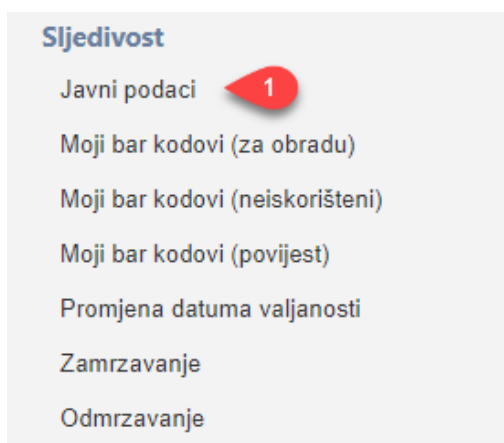 Sljedivost
Javni podaci 1
Moji bar kodovi (za obradu)
Moji bar kodovi (neiskorišteni)
Moji bar kodovi (povijest)
Promjena datuma valjanosti
Zamrzavanje
Odmrzavanje